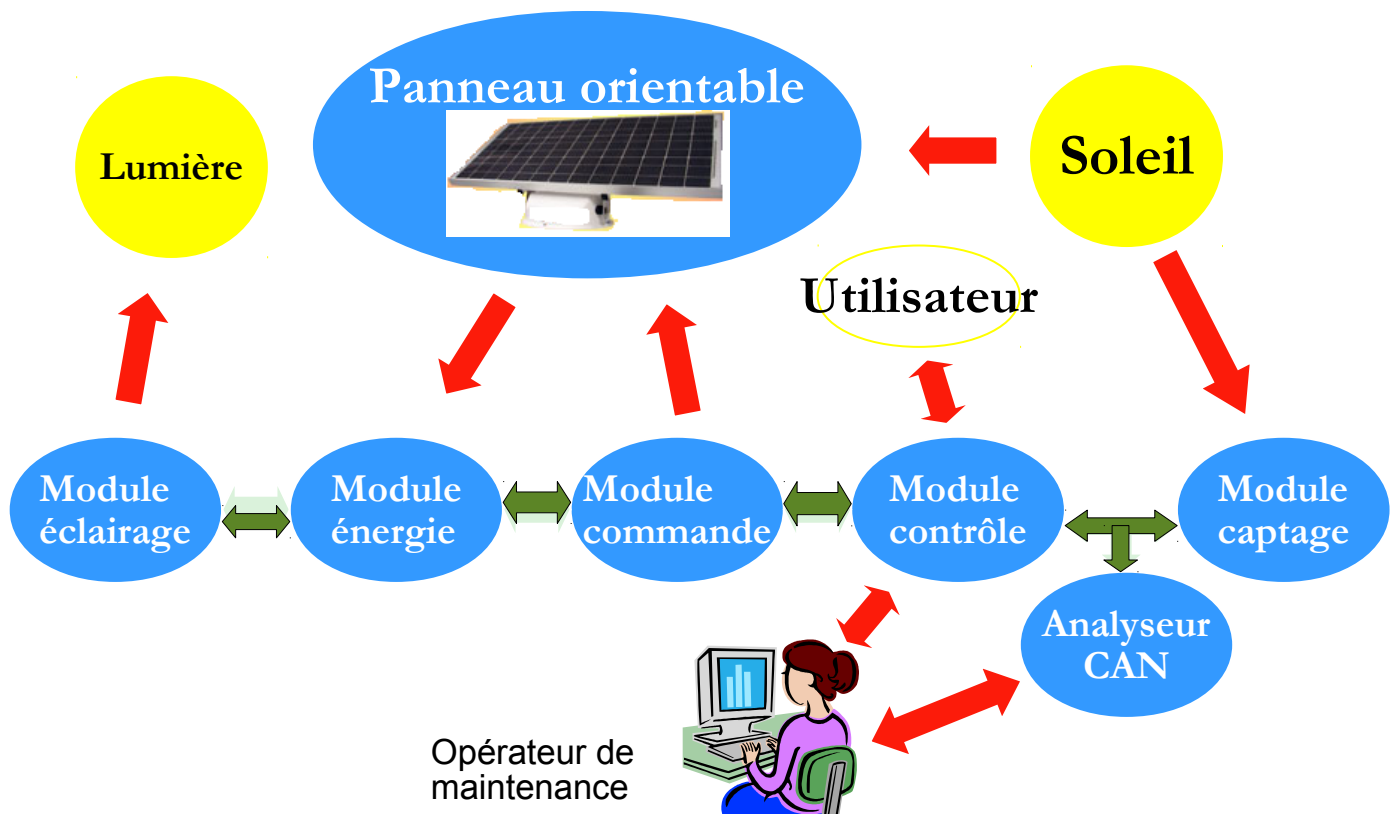 Panneau orientable
Lumière
Soleil
Utilisateur
Module
éclairage
Module
énergie
Module
commande
Module
contrôle
Module
captage
Analyseur
CAN
Opérateur de
maintenance